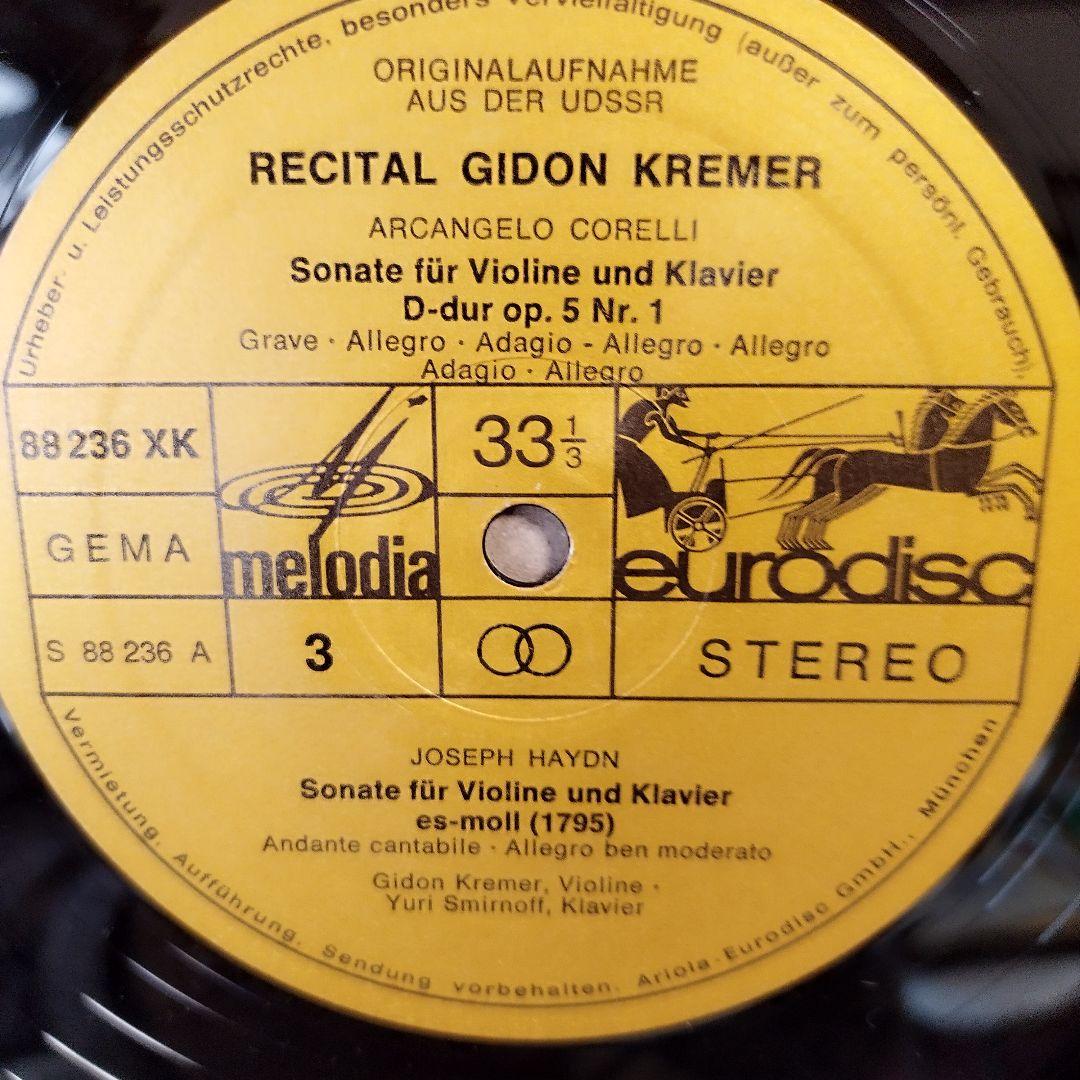 Urheber- u. Leistungsschutzrechte, besonders Vervielfältigung (außer zum persönl. Gebrauch),
ORIGINALAUFNAHME
AUS DER UDSSR
RECITAL GIDON KREMER
ARCANGELO CORELLI
Sonate für Violine und Klavier
D-dur op. 5 Nr. 1
Grave · Allegro · Adagio - Allegro · Allegro
Adagio · Allegro
88 236 XK
33 1/3
GEMA
melodia
eurodisc
S 88 236 A
3
STEREO
JOSEPH HAYDN
Sonate für Violine und Klavier
es-moll (1795)
Andante cantabile · Allegro ben moderato
Gidon Kremer, Violine ·
Yuri Smirnoff, Klavier
Vermietung, Aufführung, Sendung vorbehalten. Ariola-Eurodisc GmbH., München